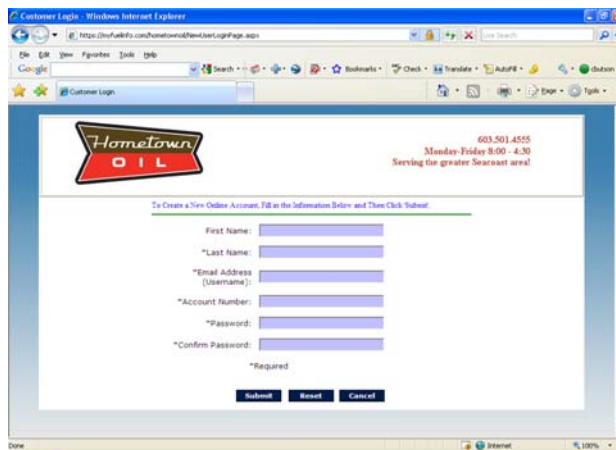 Customer Login - Windows Internet Explorer
https://myfuelinfo.com/hometownoil/NewUserLoginPage.aspx
Live Search
File Edit View Favorites Tools Help
Google Search Bookmarks Check Translate AutoFill
Customer Login Page Tools
Hometown
OIL
603.501.4555
Monday-Friday 8:00 - 4:30
Serving the greater Seacoast area!
To Create a New Online Account, Fill in the Information Below and Then Click 'Submit'.
First Name:
*Last Name:
*Email Address
(Username):
*Account Number:
*Password:
*Confirm Password:
*Required
Submit Reset Cancel
Done Internet 100%